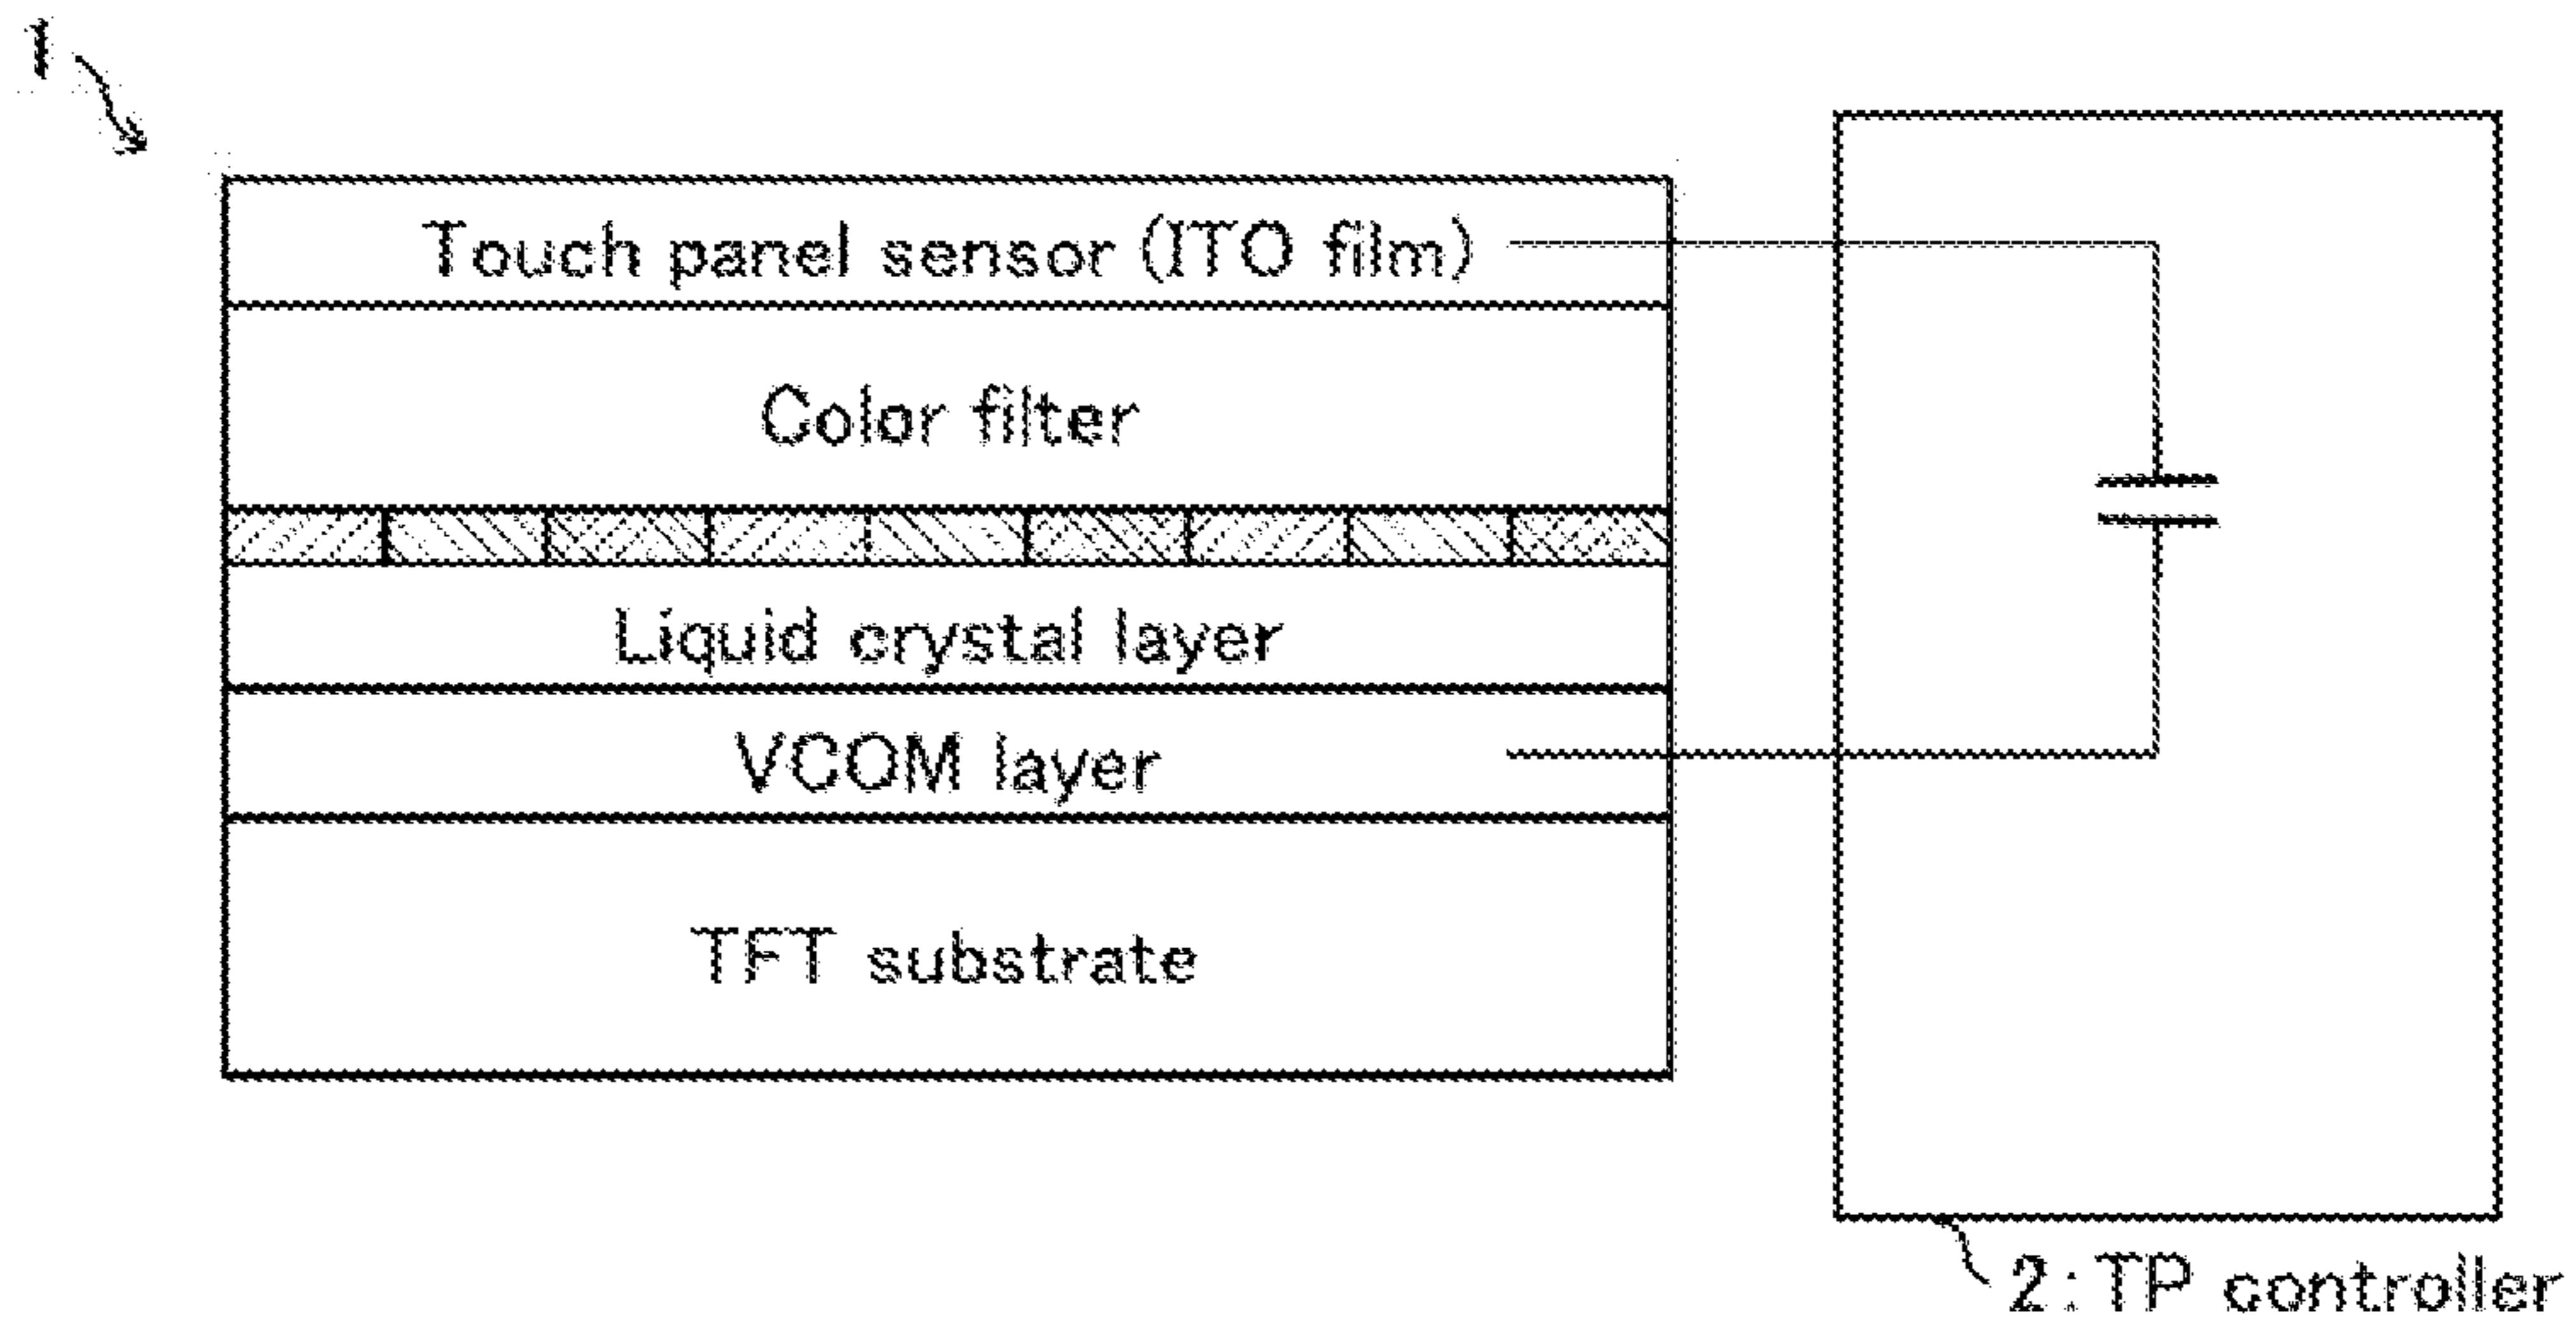 1
Touch panel sensor (ITO film)
Color filter
Liquid crystal layer
VCOM layer
TFT substrate
2: TP controller